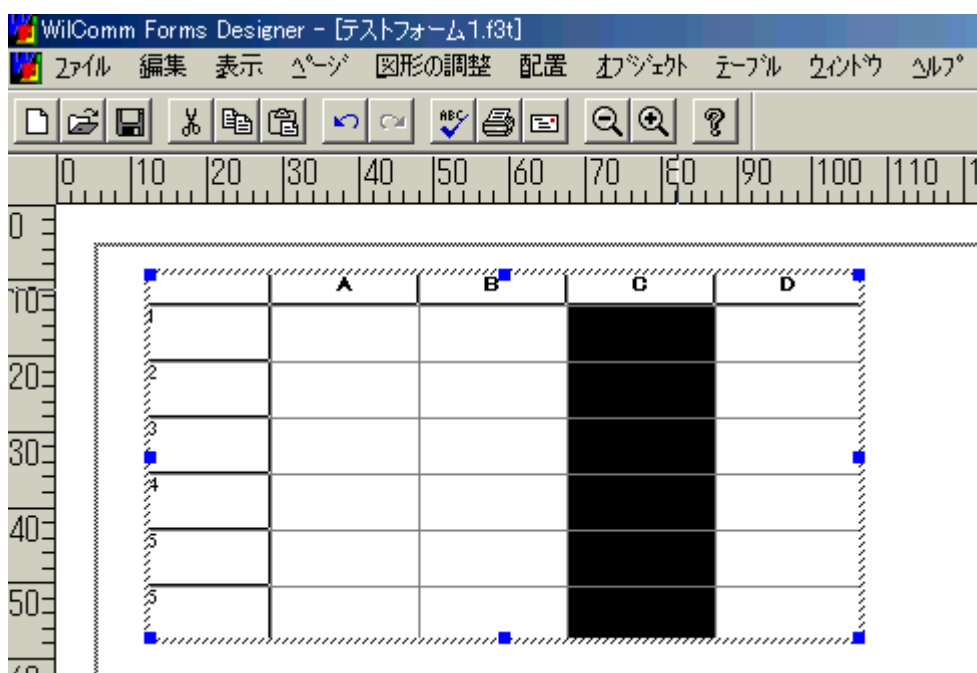 WilComm Forms Designer - [テストフォーム1.f3t]
ファイル 編集 表示 ページ 図形の調整 配置 オブジェクト テーブル ウィンドウ ヘルプ
ABC
0 10 20 30 40 50 60 70 80 90 100 110 1
0
10
20
30
40
50
A B C D
1
2
3
4
5
5